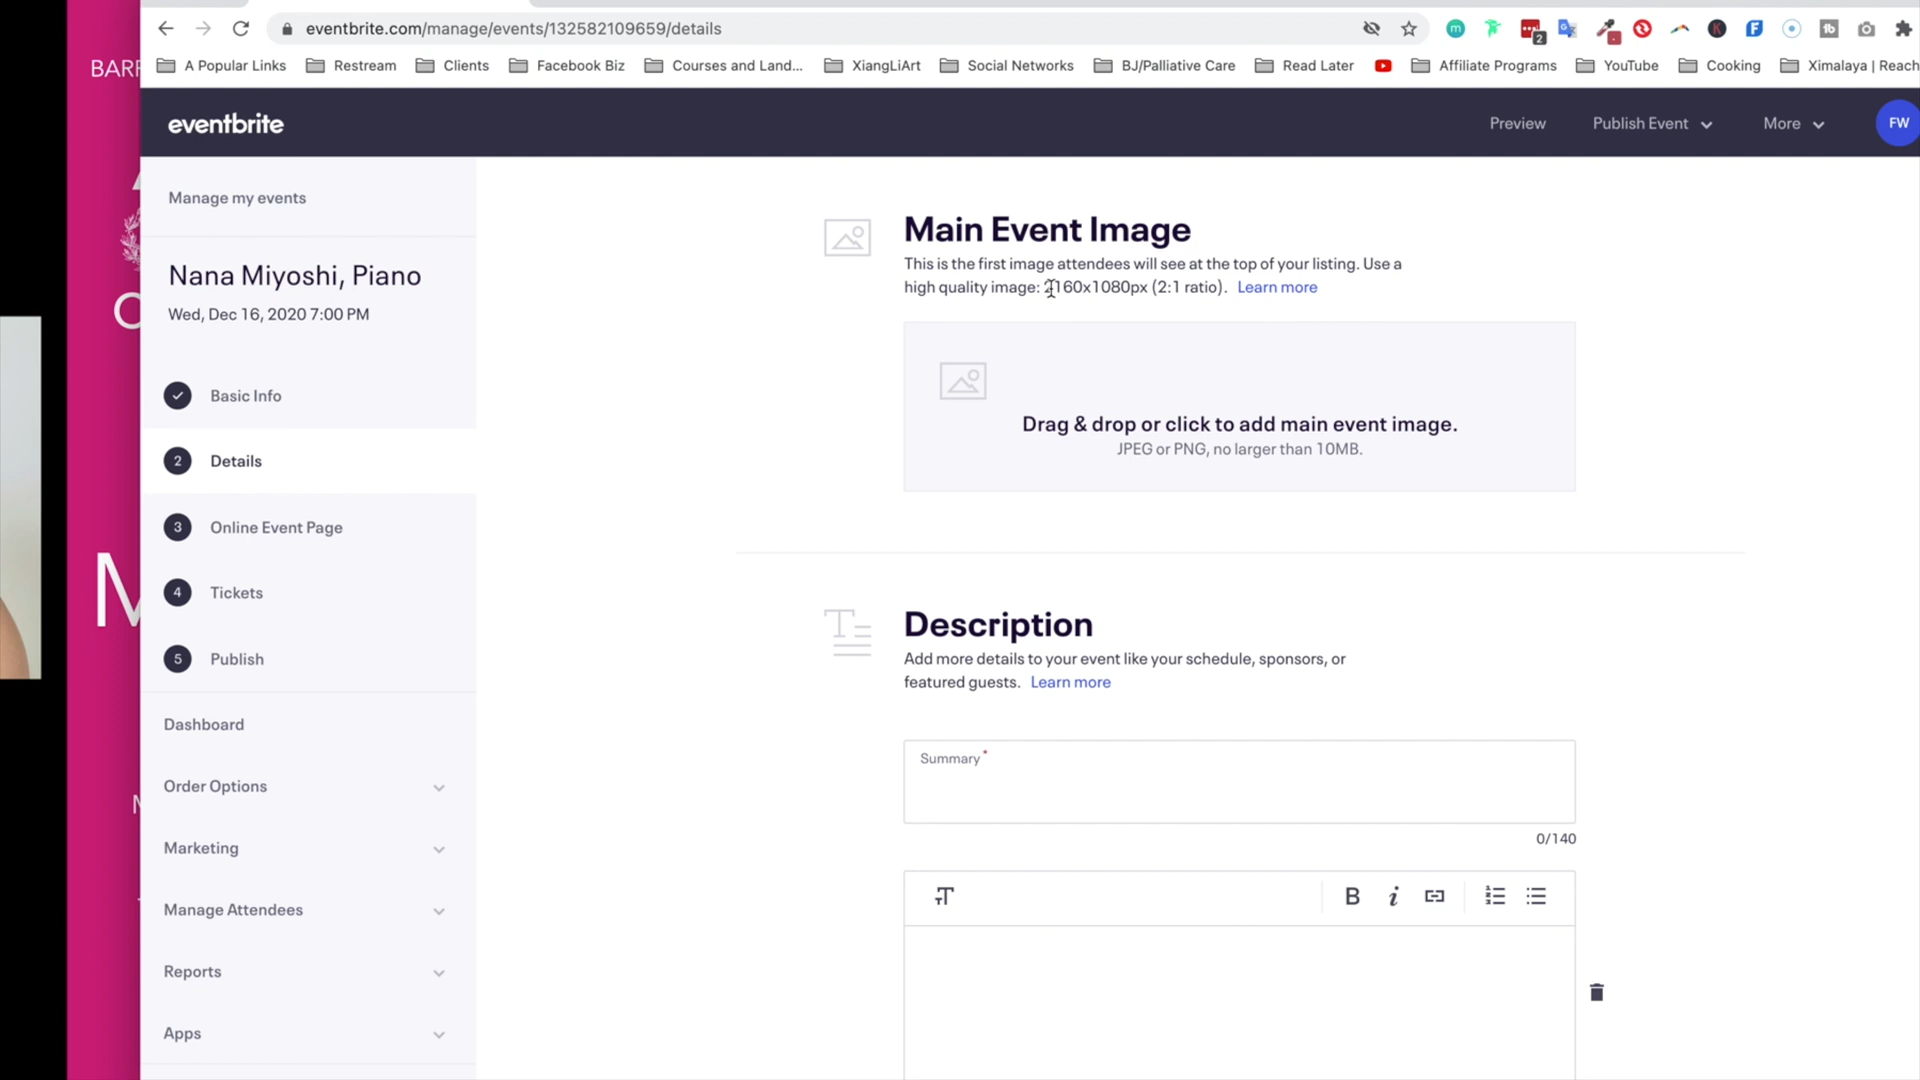 eventbrite.com/manage/events/132582109659/details
2
A Popular Links
Restream
Clients
Facebook Biz
Courses and Land...
XiangLiArt
Social Networks
BJ/Palliative Care
Read Later
Affiliate Programs
YouTube
Cooking
Ximalaya | Reach
eventbrite
Preview
Publish Event
More
FW
Manage my events
Nana Miyoshi, Piano
Wed, Dec 16, 2020 7:00 PM
Basic Info
2 Details
3 Online Event Page
4 Tickets
5 Publish
Dashboard
Order Options
Marketing
Manage Attendees
Reports
Apps
Main Event Image
This is the first image attendees will see at the top of your listing. Use a
high quality image: 2160x1080px (2:1 ratio). Learn more
Drag & drop or click to add main event image.
JPEG or PNG, no larger than 10MB.
Description
Add more details to your event like your schedule, sponsors, or
featured guests. Learn more
Summary *
0/140
B i